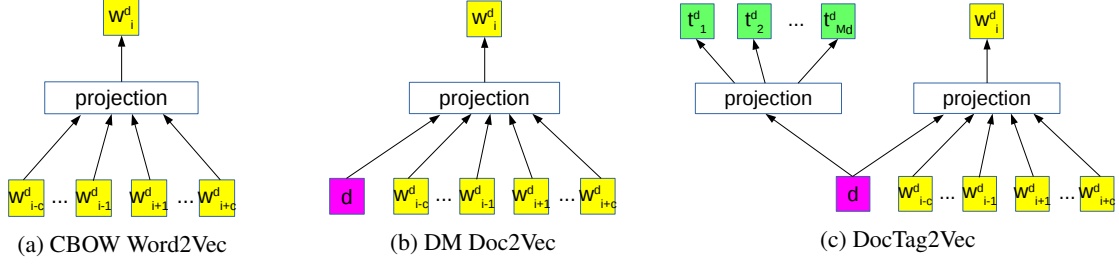 w^d_i
projection
w^d_{i-c} ... w^d_{i-1} w^d_{i+1} ... w^d_{i+c}
(a) CBOW Word2Vec
w^d_i
projection
d w^d_{i-c} ... w^d_{i-1} w^d_{i+1} ... w^d_{i+c}
(b) DM Doc2Vec
t^d_1 t^d_2 ... t^d_{Md} w^d_i
projection projection
d w^d_{i-c} ... w^d_{i-1} w^d_{i+1} ... w^d_{i+c}
(c) DocTag2Vec